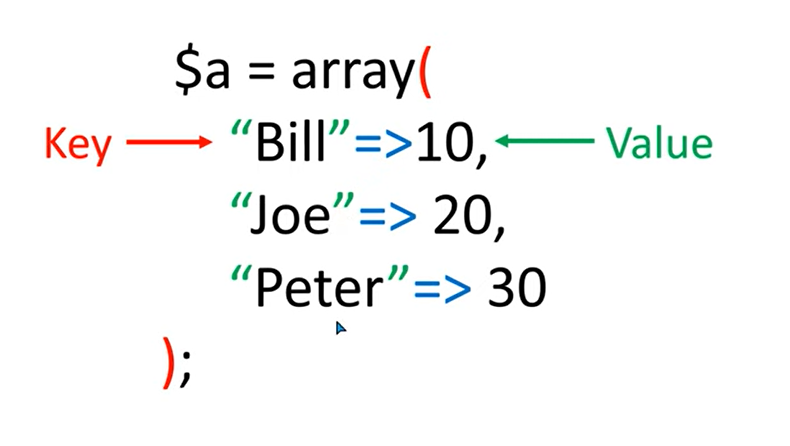 $a = array(
Key “Bill”=>10, Value
“Joe”=> 20,
“Peter”=> 30
);